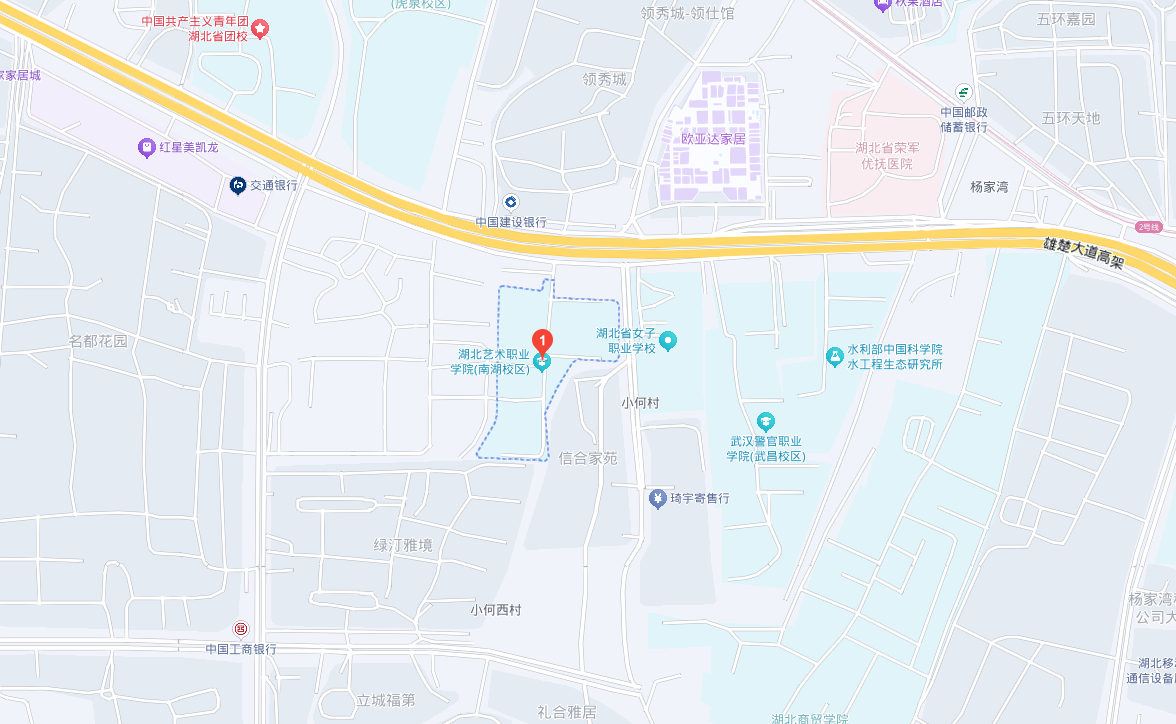 (虎泉校区)
秋果酒店
领秀城-领仕馆
中国共产主义青年团
湖北省团校
五环嘉园
家居城
领秀城
中国邮政
储蓄银行
五环天地
欧亚达家居
红星美凯龙
湖北省荣军
优抚医院
交通银行
杨家湾
中国建设银行
2号线
雄楚大道高架
名都花园
1
湖北省女子
职业学校
湖北艺术职业
学院(南湖校区)
水利部中国科学院
水工程生态研究所
小何村
武汉警官职业
学院(武昌校区)
信合家苑
琦宇寄售行
绿汀雅境
小何西村
杨家湾
公司
中国工商银行
湖北移
通信设备
立城福第
礼合雅居
湖北商贸学院